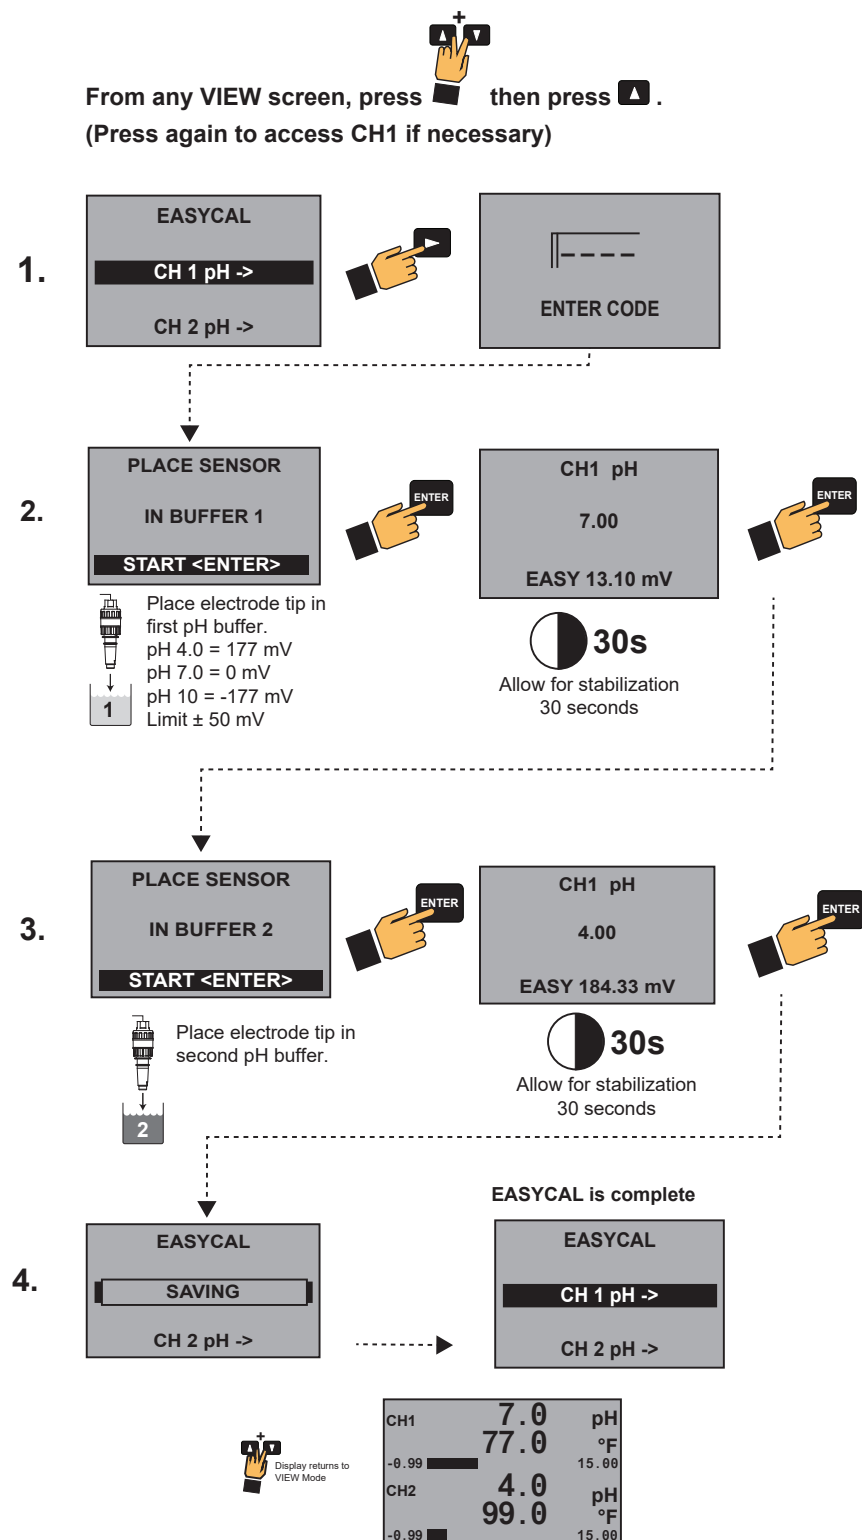 +
From any VIEW screen, press then press .
(Press again to access CH1 if necessary)
1.
EASYCAL
CH 1 pH ->
CH 2 pH ->
ENTER CODE
2.
PLACE SENSOR
IN BUFFER 1
START <ENTER>
ENTER
CH1 pH
7.00
EASY 13.10 mV
ENTER
1
Place electrode tip in
first pH buffer.
pH 4.0 = 177 mV
pH 7.0 = 0 mV
pH 10 = -177 mV
Limit ± 50 mV
30s
Allow for stabilization
30 seconds
3.
PLACE SENSOR
IN BUFFER 2
START <ENTER>
ENTER
CH1 pH
4.00
EASY 184.33 mV
ENTER
2
Place electrode tip in
second pH buffer.
30s
Allow for stabilization
30 seconds
4.
EASYCAL
SAVING
CH 2 pH ->
EASYCAL is complete
EASYCAL
CH 1 pH ->
CH 2 pH ->
+
Display returns to
VIEW Mode
CH1 7.0 pH
77.0 °F
-0.99 15.00
CH2 4.0 pH
99.0 °F
-0.99 15.00